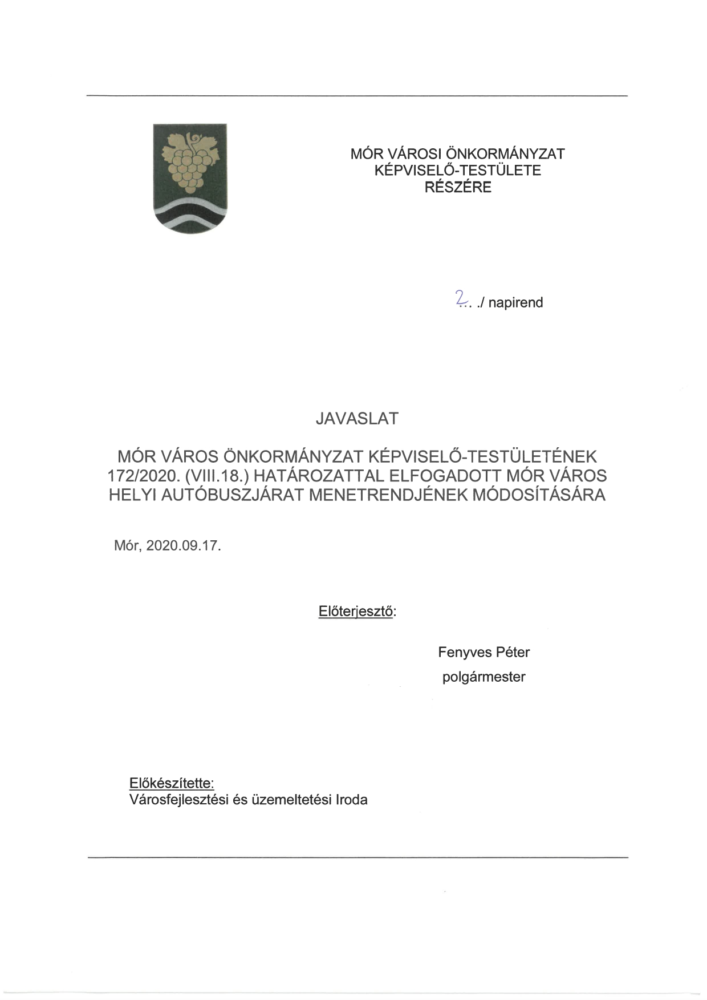 MÓR VÁROSI ÖNKORMÁNYZAT
KÉPVISELŐ-TESTÜLETE
RÉSZÉRE
2... ./ napirend
JAVASLAT
MÓR VÁROS ÖNKORMÁNYZAT KÉPVISELŐ-TESTÜLETÉNEK
172/2020. (VIII.18.) HATÁROZATTAL ELFOGADOTT MÓR VÁROS
HELYI AUTÓBUSZJÁRAT MENETRENDJÉNEK MÓDOSÍTÁSÁRA
Mór, 2020.09.17.
Előterjesztő:
Fenyves Péter
polgármester
Előkészítette:
Városfejlesztési és üzemeltetési Iroda